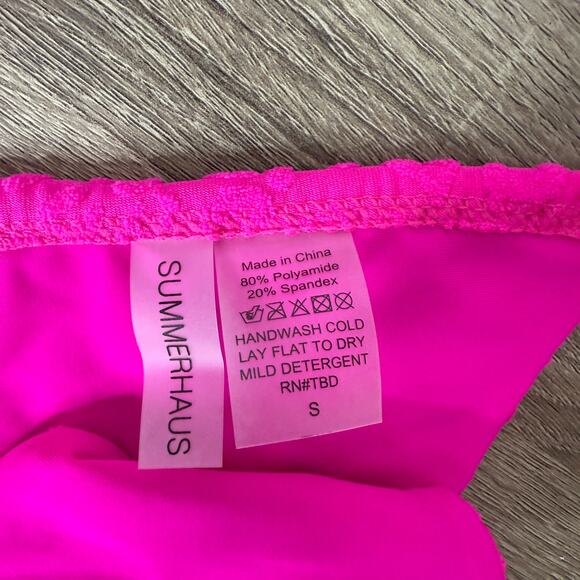 SUMMERHAUS
Made in China
80% Polyamide
20% Spandex
HANDWASH COLD
LAY FLAT TO DRY
MILD DETERGENT
RN#TBD
S